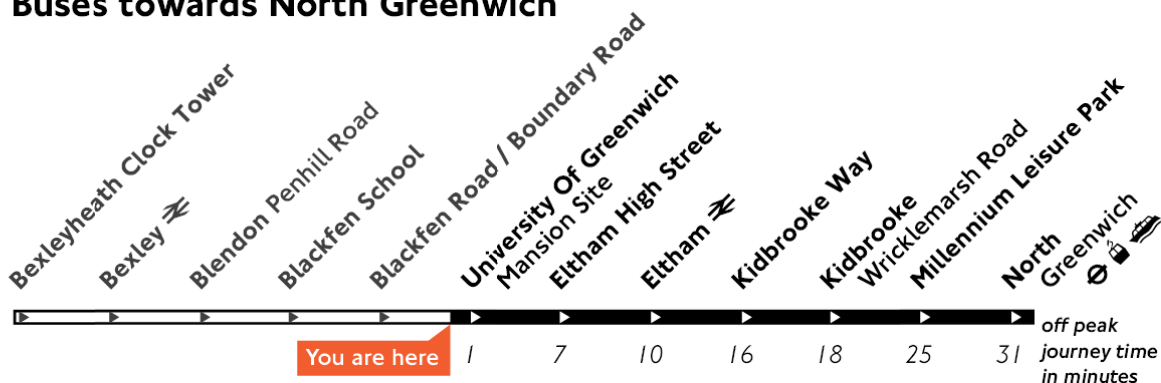 Buses towards North Greenwich
Bexleyheath Clock Tower
Bexley
Blendon Penhill Road
Blackfen School
Blackfen Road / Boundary Road
University Of Greenwich
Mansion Site
Eltham High Street
Eltham
Kidbrooke Way
Kidbrooke
Wricklemarsh Road
Millennium Leisure Park
North
Greenwich
You are here
1 7 10 16 18 25 31
off peak
journey time
in minutes